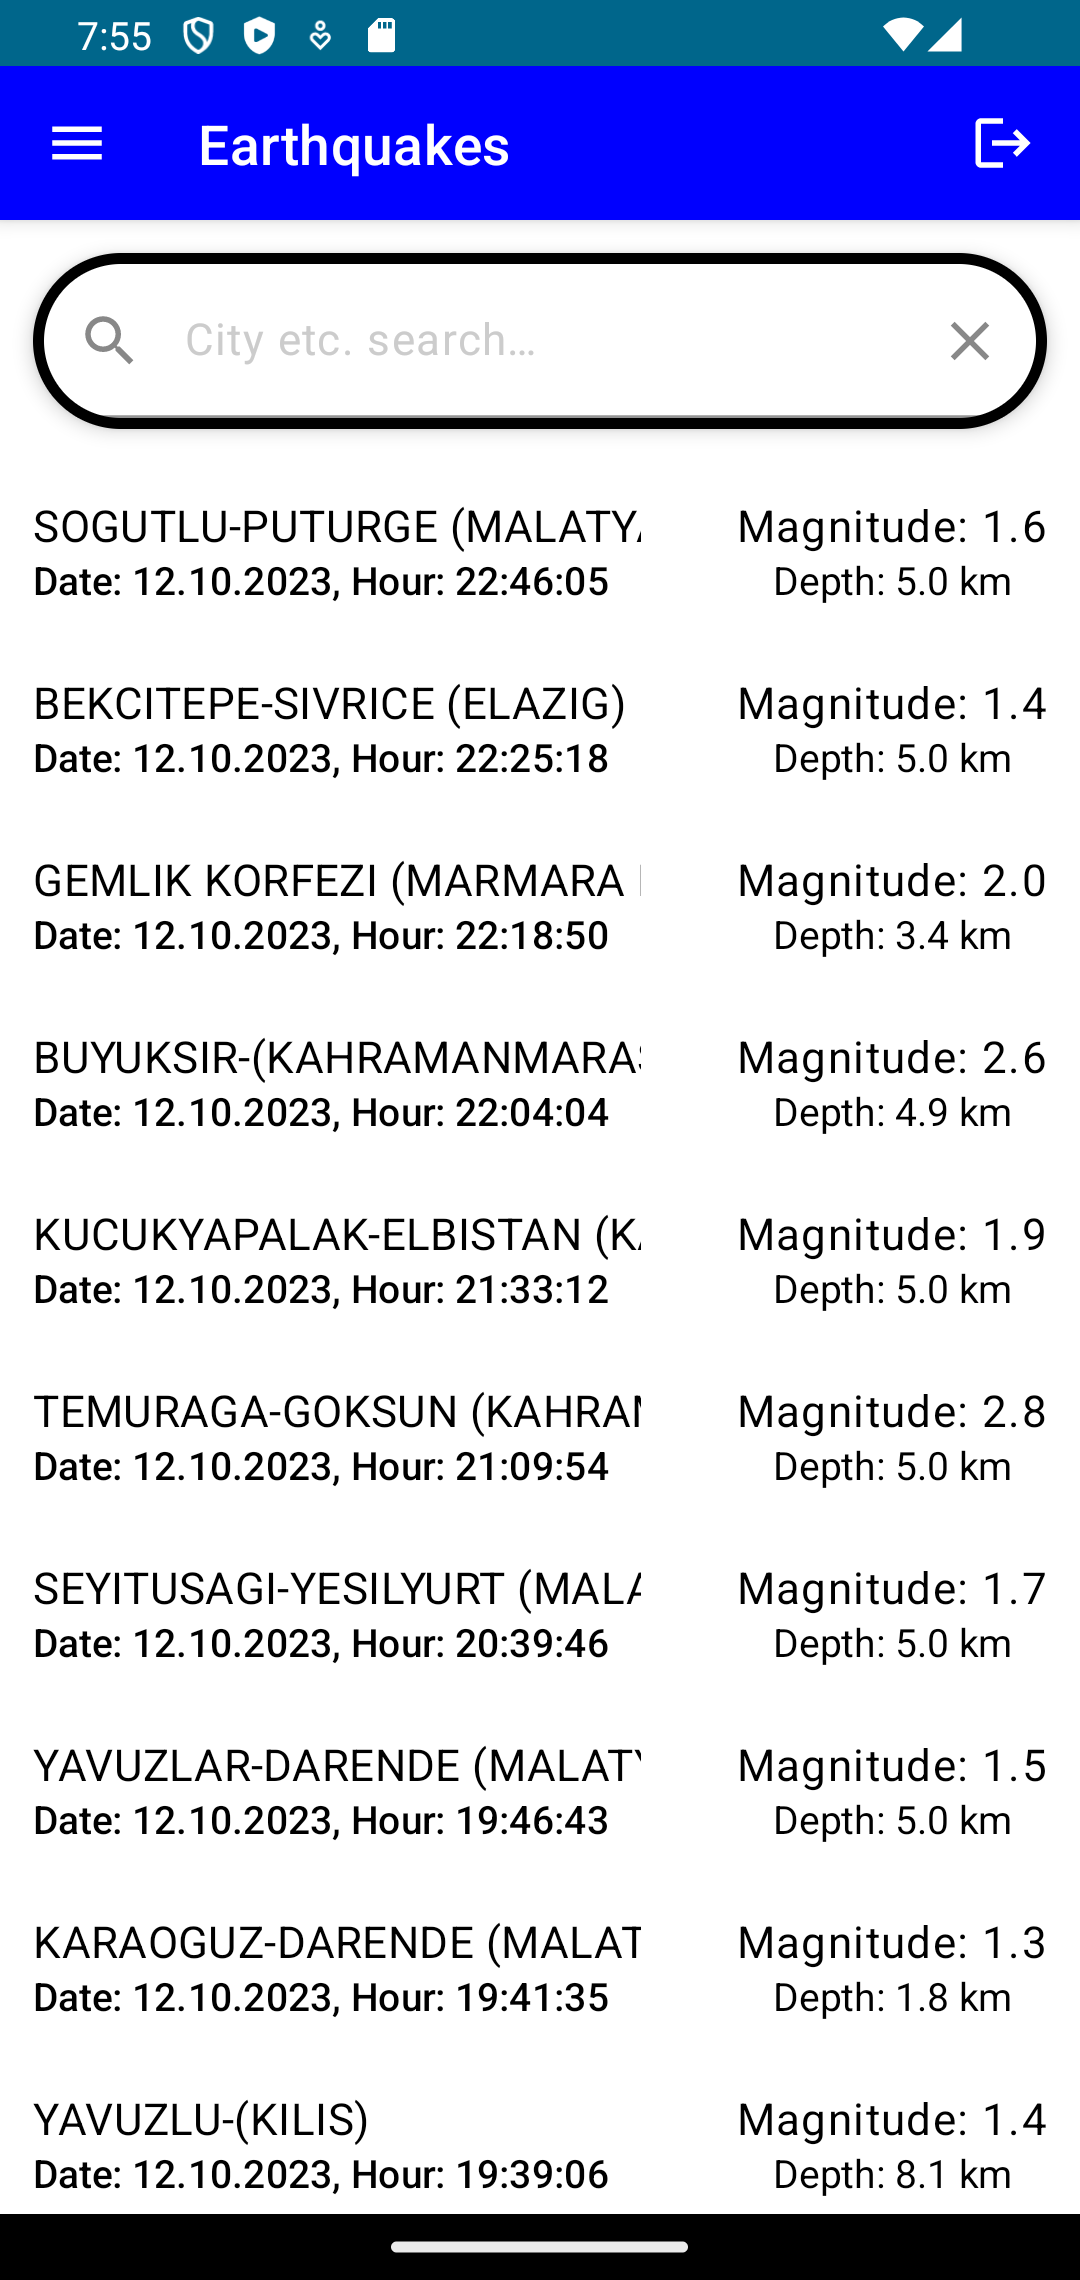 7:55
Earthquakes
City etc. search...
SOGUTLU-PUTURGE (MALATY
Magnitude: 1.6
Date: 12.10.2023, Hour: 22:46:05
Depth: 5.0 km
BEKCITEPE-SIVRICE (ELAZIG)
Magnitude: 1.4
Date: 12.10.2023, Hour: 22:25:18
Depth: 5.0 km
GEMLIK KORFEZI (MARMARA
Magnitude: 2.0
Date: 12.10.2023, Hour: 22:18:50
Depth: 3.4 km
BUYUKSIR-(KAHRAMANMARAS
Magnitude: 2.6
Date: 12.10.2023, Hour: 22:04:04
Depth: 4.9 km
KUCUKYAPALAK-ELBISTAN (KA
Magnitude: 1.9
Date: 12.10.2023, Hour: 21:33:12
Depth: 5.0 km
TEMURAGA-GOKSUN (KAHRAM
Magnitude: 2.8
Date: 12.10.2023, Hour: 21:09:54
Depth: 5.0 km
SEYITUSAGI-YESILYURT (MALA
Magnitude: 1.7
Date: 12.10.2023, Hour: 20:39:46
Depth: 5.0 km
YAVUZLAR-DARENDE (MALATY
Magnitude: 1.5
Date: 12.10.2023, Hour: 19:46:43
Depth: 5.0 km
KARAOGUZ-DARENDE (MALAT
Magnitude: 1.3
Date: 12.10.2023, Hour: 19:41:35
Depth: 1.8 km
YAVUZLU-(KILIS)
Magnitude: 1.4
Date: 12.10.2023, Hour: 19:39:06
Depth: 8.1 km